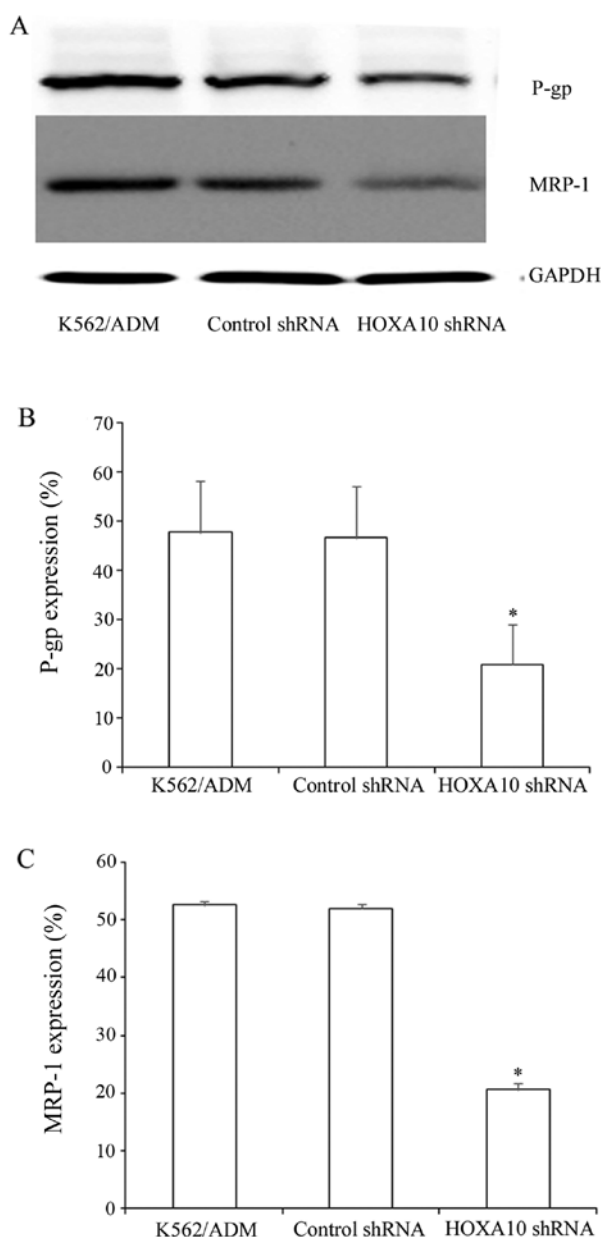 A
P-gp
MRP-1
GAPDH
K562/ADM Control shRNA HOXA10 shRNA
B
P-gp expression (%)
70
60
50
40
30
20
10
0
*
K562/ADM Control shRNA HOXA10 shRNA
C
MRP-1 expression (%)
60
50
40
30
20
10
0
*
K562/ADM Control shRNA HOXA10 shRNA